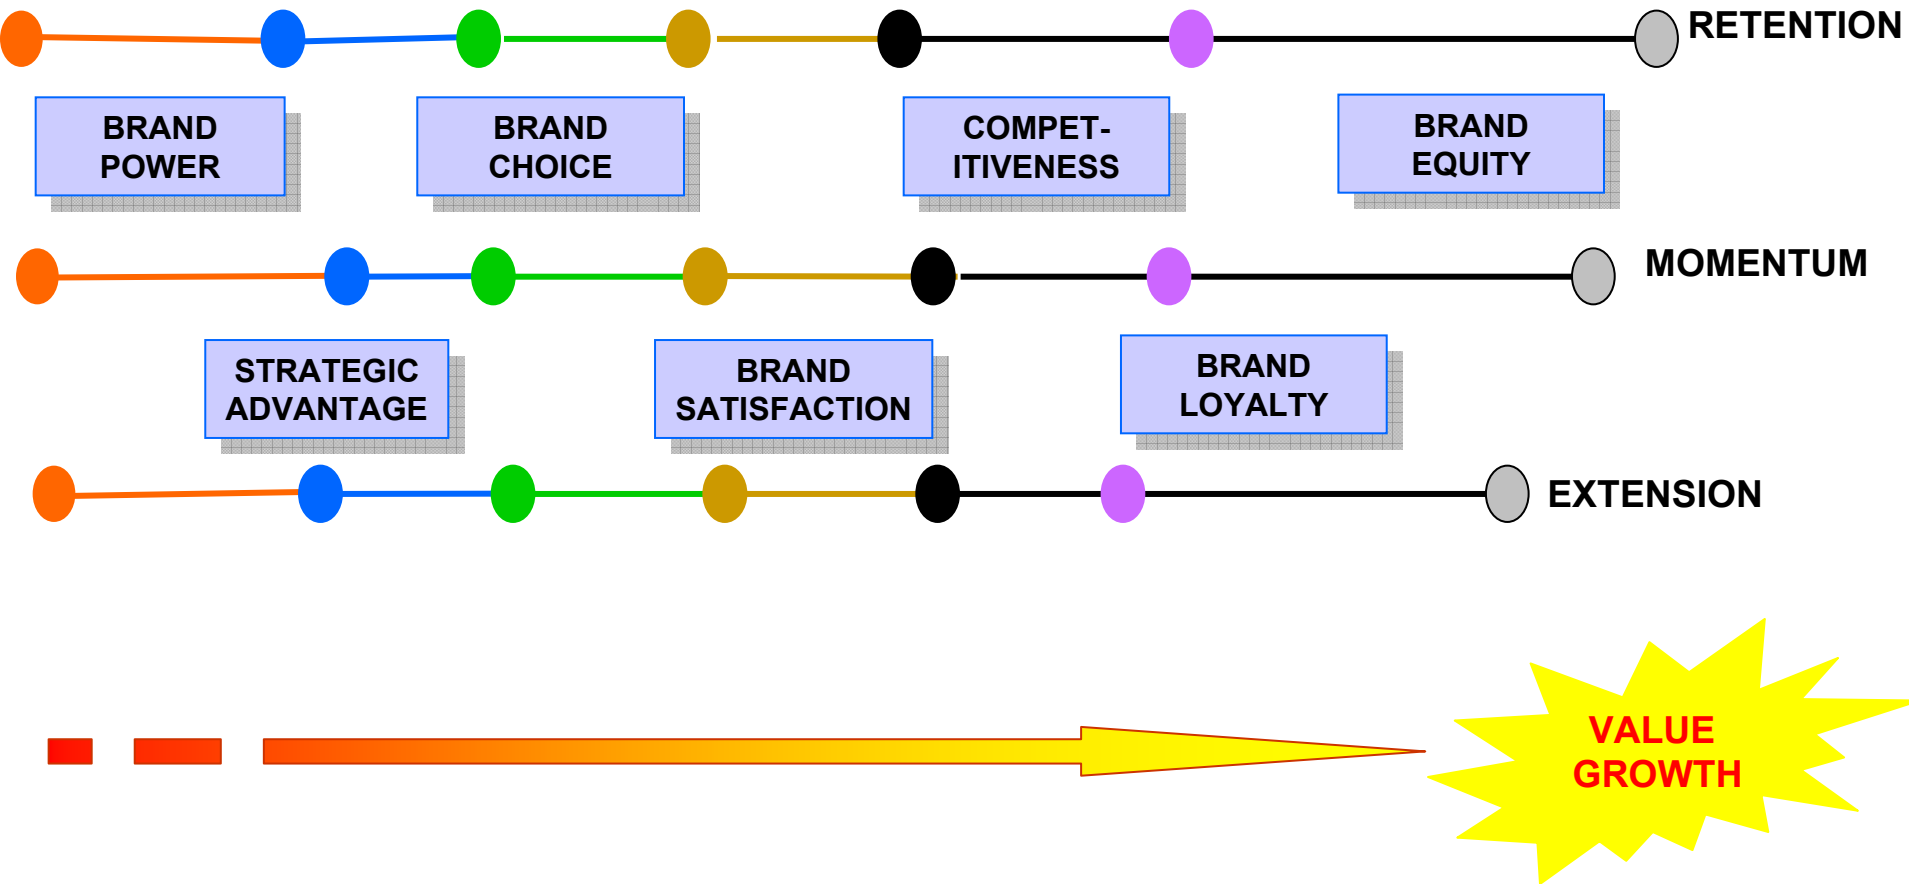 RETENTION
BRAND
POWER
BRAND
CHOICE
COMPET-
ITIVENESS
BRAND
EQUITY
MOMENTUM
STRATEGIC
ADVANTAGE
BRAND
SATISFACTION
BRAND
LOYALTY
EXTENSION
VALUE
GROWTH